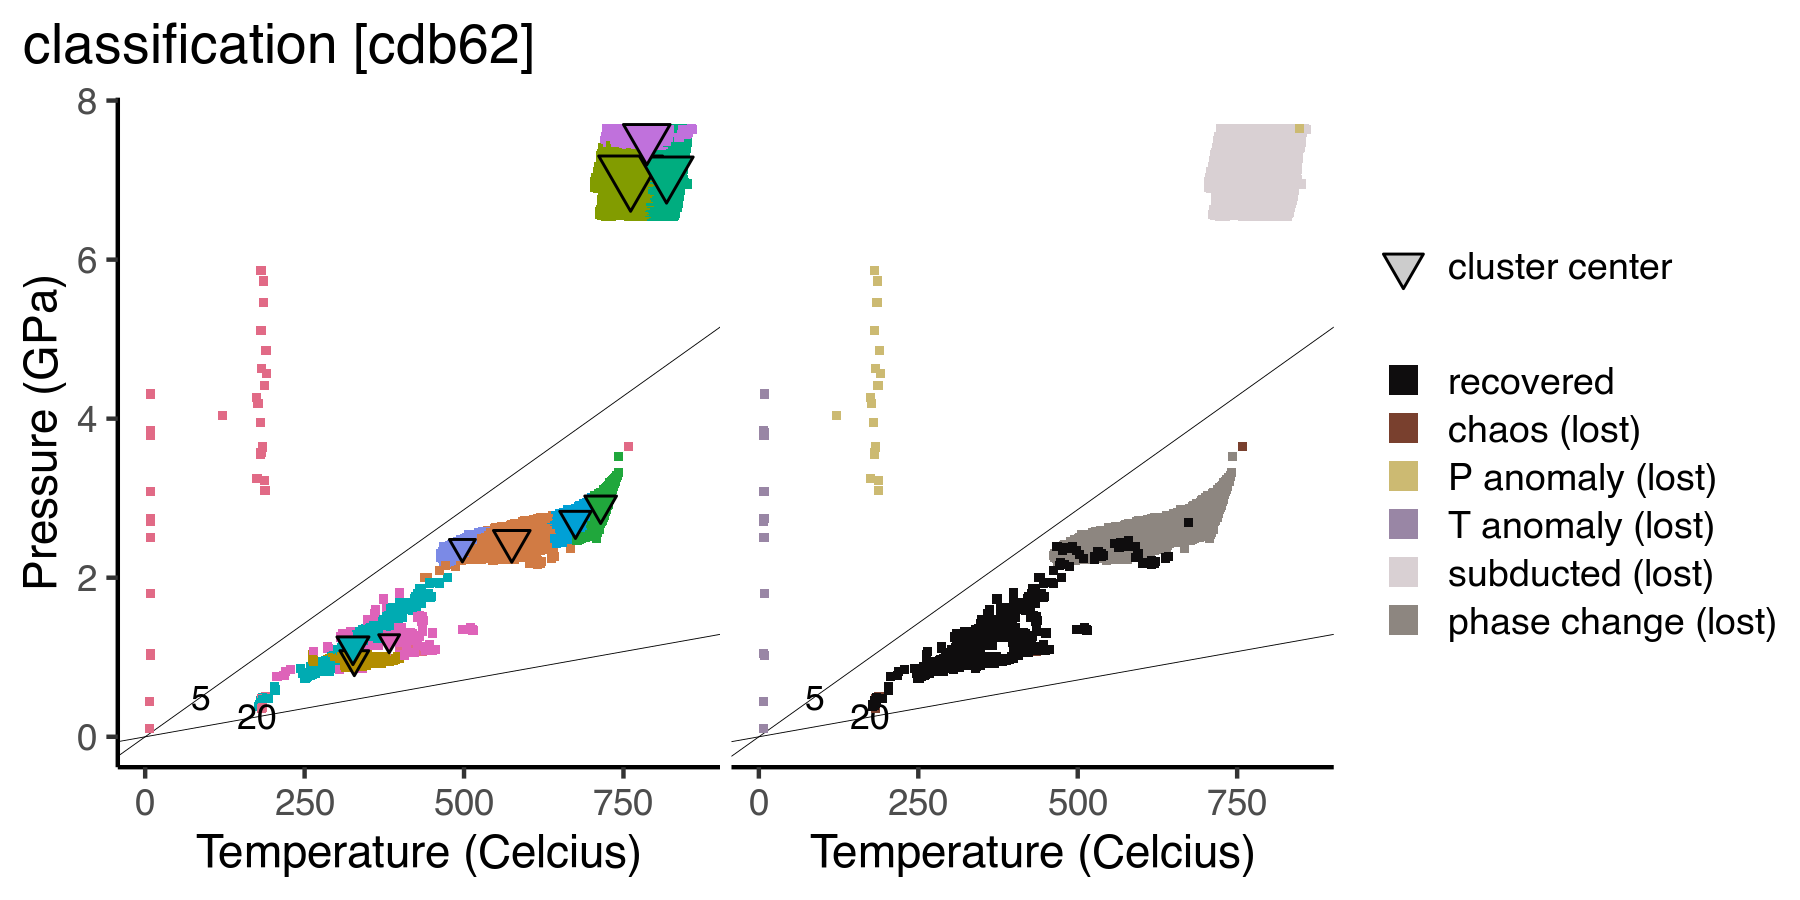 classification [cdb62]
Pressure (GPa)
8
6
4
2
0
5
20
0
250
500
750
Temperature (Celcius)
5
20
0
250
500
750
Temperature (Celcius)
cluster center
recovered
chaos (lost)
P anomaly (lost)
T anomaly (lost)
subducted (lost)
phase change (lost)